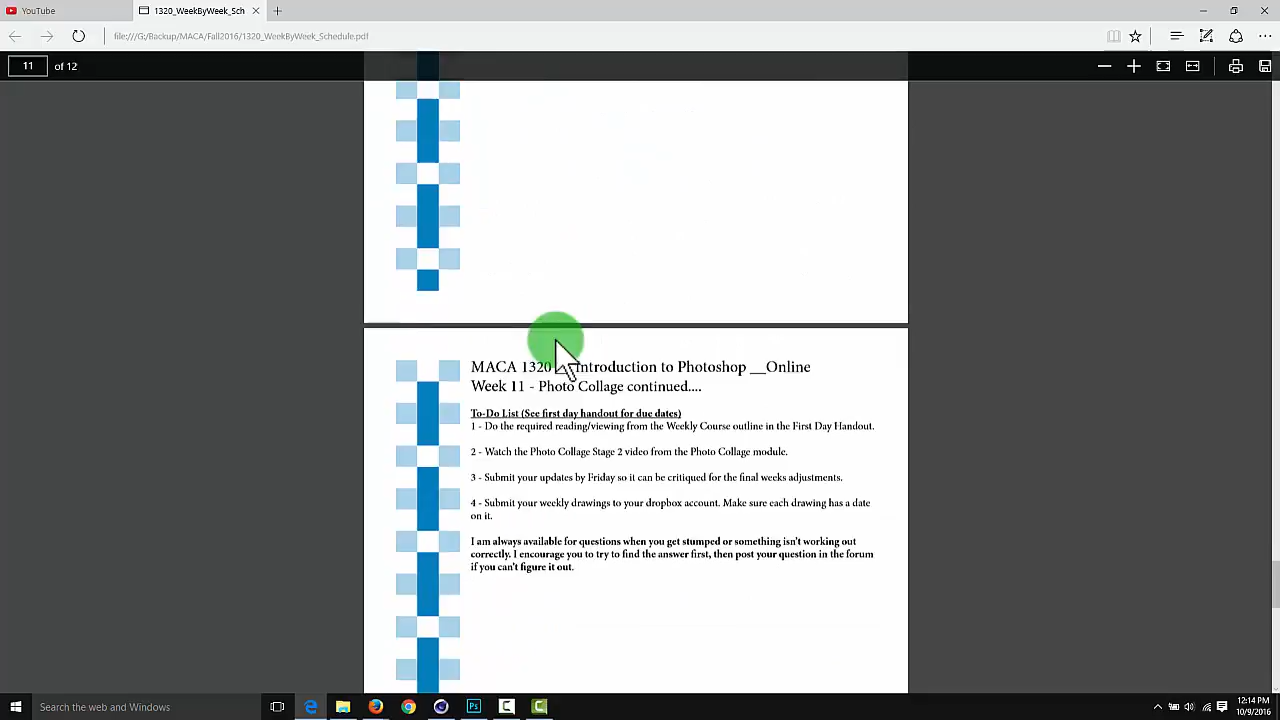 YouTube
1320_WeekByWeek_Sch
file:///G:/Backup/MACA/Fall2016/1320_WeekByWeek_Schedule.pdf
11 of 12
MACA 1320 Introduction to Photoshop __Online
Week 11 - Photo Collage continued....
To-Do List (See first day handout for due dates)
1 - Do the required reading/viewing from the Weekly Course outline in the First Day Handout.
2 - Watch the Photo Collage Stage 2 video from the Photo Collage module.
3 - Submit your updates by Friday so it can be critiqued for the final weeks adjustments.
4 - Submit your weekly drawings to your dropbox account. Make sure each drawing has a date
on it.
I am always available for questions when you get stumped or something isn't working out
correctly. I encourage you to try to find the answer first, then post your question in the forum
if you can't figure it out.
Search the web and Windows
Ps
12:14 PM
10/9/2016